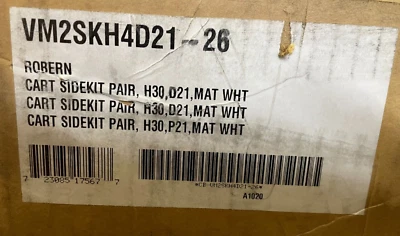 VM2SKH4D21-26
ROBERN
CART SIDEKIT PAIR, H30,D21,MAT WHT
CART SIDEKIT PAIR, H30,D21,MAT WHT
CART SIDEKIT PAIR, H30,P21,MAT WHT
7 23085 17567 7
A1020